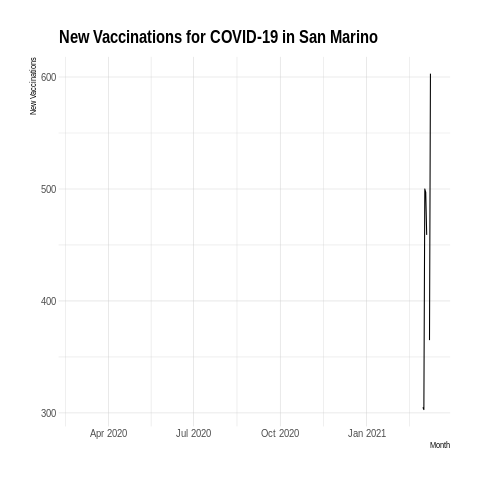 New Vaccinations for COVID-19 in San Marino
New Vaccinations
600
500
400
300
Apr 2020
Jul 2020
Oct 2020
Jan 2021
Month